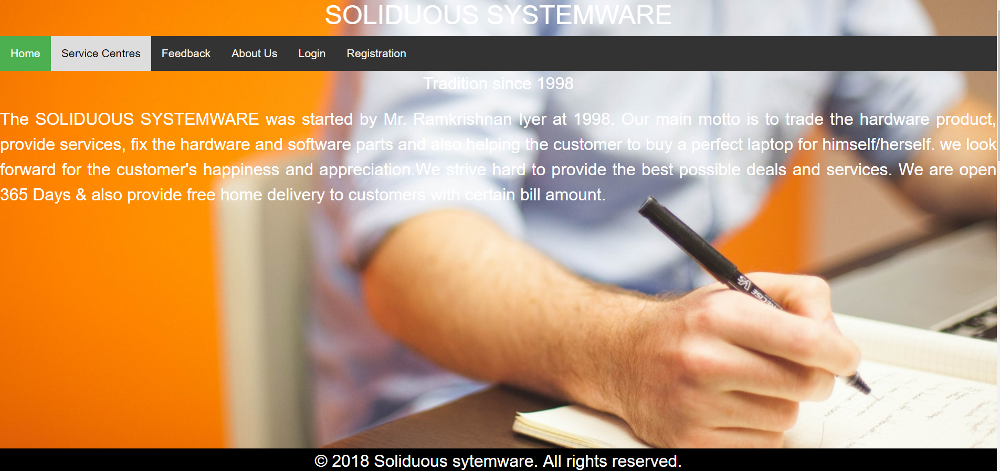 SOLIDUOUS SYSTEMWARE
Home Service Centres Feedback About Us Login Registration
Tradition since 1998
The SOLIDUOUS SYSTEMWARE was started by Mr. Ramkrishnan Iyer at 1998. Our main motto is to trade the hardware product,
provide services, fix the hardware and software parts and also helping the customer to buy a perfect laptop for himself/herself. we look
forward for the customer's happiness and appreciation.We strive hard to provide the best possible deals and services. We are open
365 Days & also provide free home delivery to customers with certain bill amount.
V5
© 2018 Soliduous sytemware. All rights reserved.